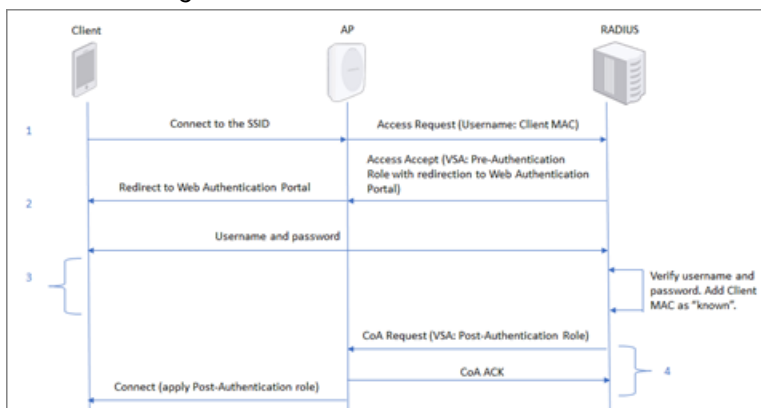 Client
AP
RADIUS
1
Connect to the SSID
Access Request (Username: Client MAC)
Access Accept (VSA: Pre-Authentication
Role with redirection to Web Authentication
Portal)
Redirect to Web Authentication Portal
2
Username and password
3
Verify username and
password. Add Client
MAC as "known".
CoA Request (VSA: Post-Authentication Role)
CoA ACK
4
Connect (apply Post-Authentication role)